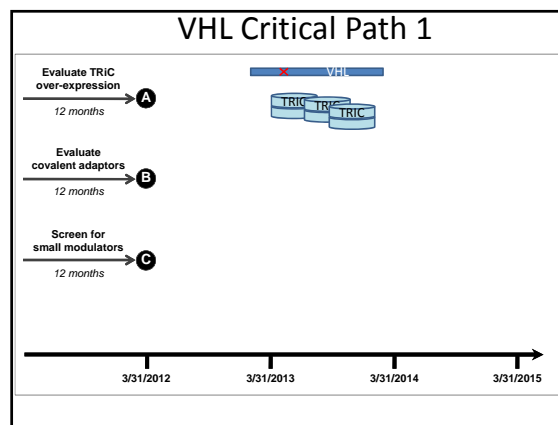 VHL Critical Path 1
Evaluate TRiC
over-expression
12 months
A
VHL
TRIC
TRIC
TRIC
Evaluate
covalent adaptors
12 months
B
Screen for
small modulators
12 months
C
3/31/2012
3/31/2013
3/31/2014
3/31/2015